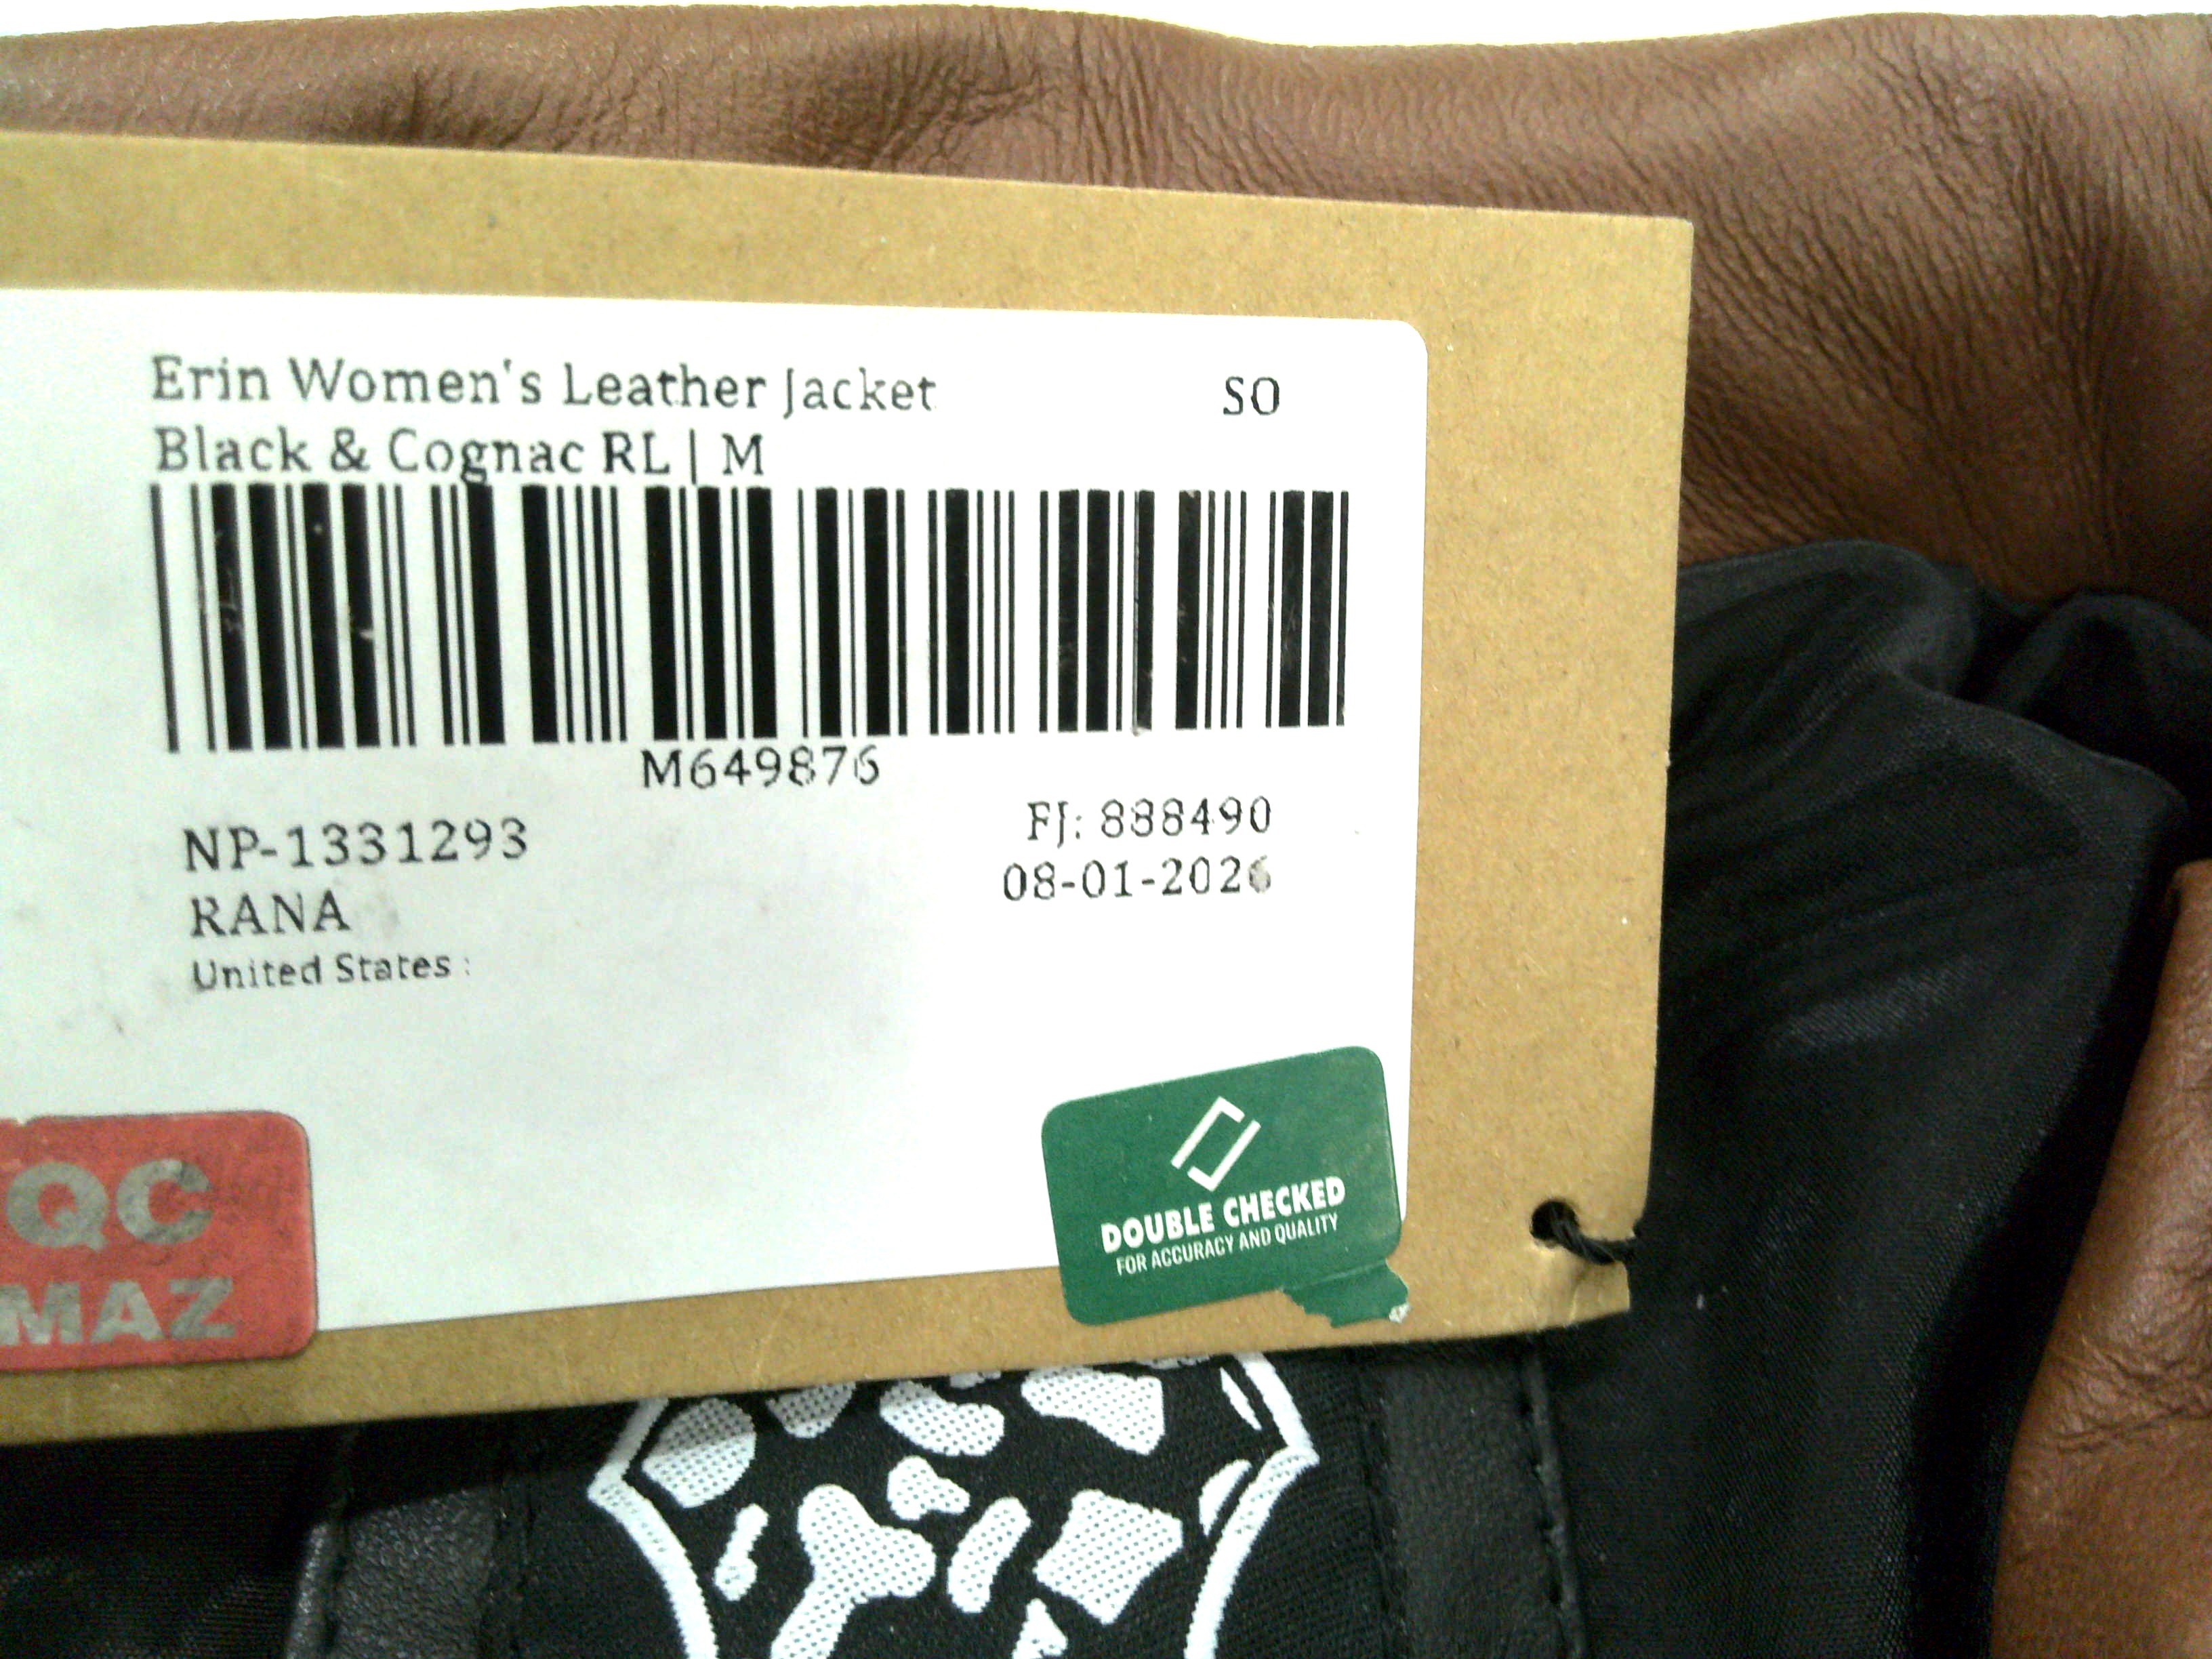 Erin Women's Leather Jacket SO
Black & Cognac RL | M
M649876
NP-1331293 FJ: 888490
RANA 08-01-2026
United States :
QC
MAZ
DOUBLE CHECKED
FOR ACCURACY AND QUALITY